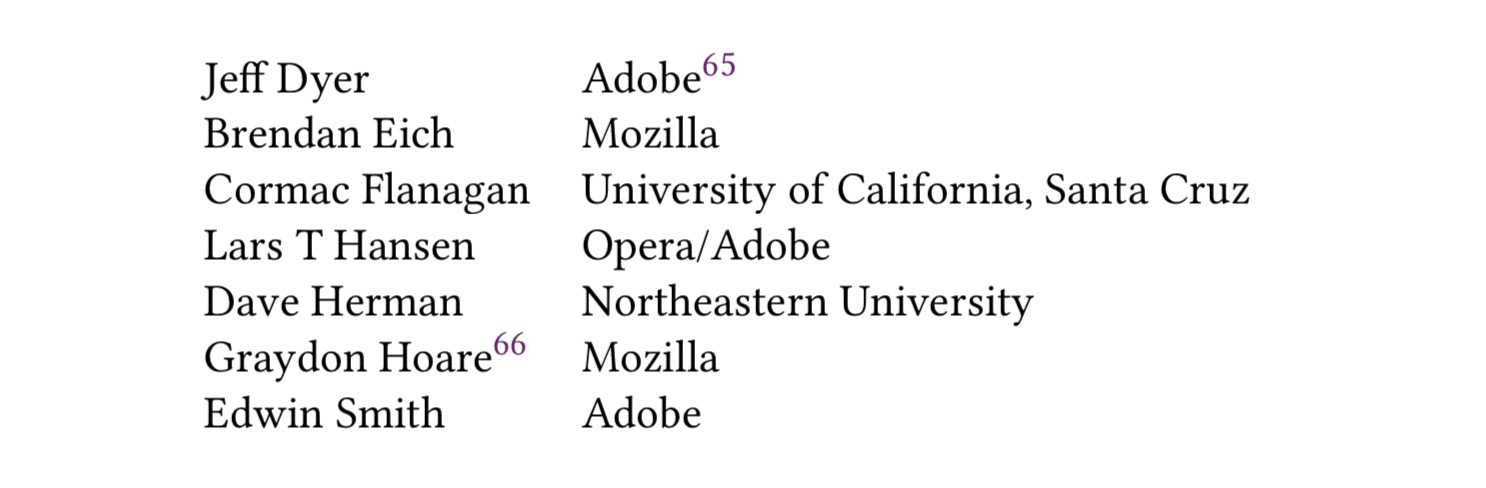 Jeff Dyer Adobe65
Brendan Eich Mozilla
Cormac Flanagan University of California, Santa Cruz
Lars T Hansen Opera/Adobe
Dave Herman Northeastern University
Graydon Hoare66 Mozilla
Edwin Smith Adobe